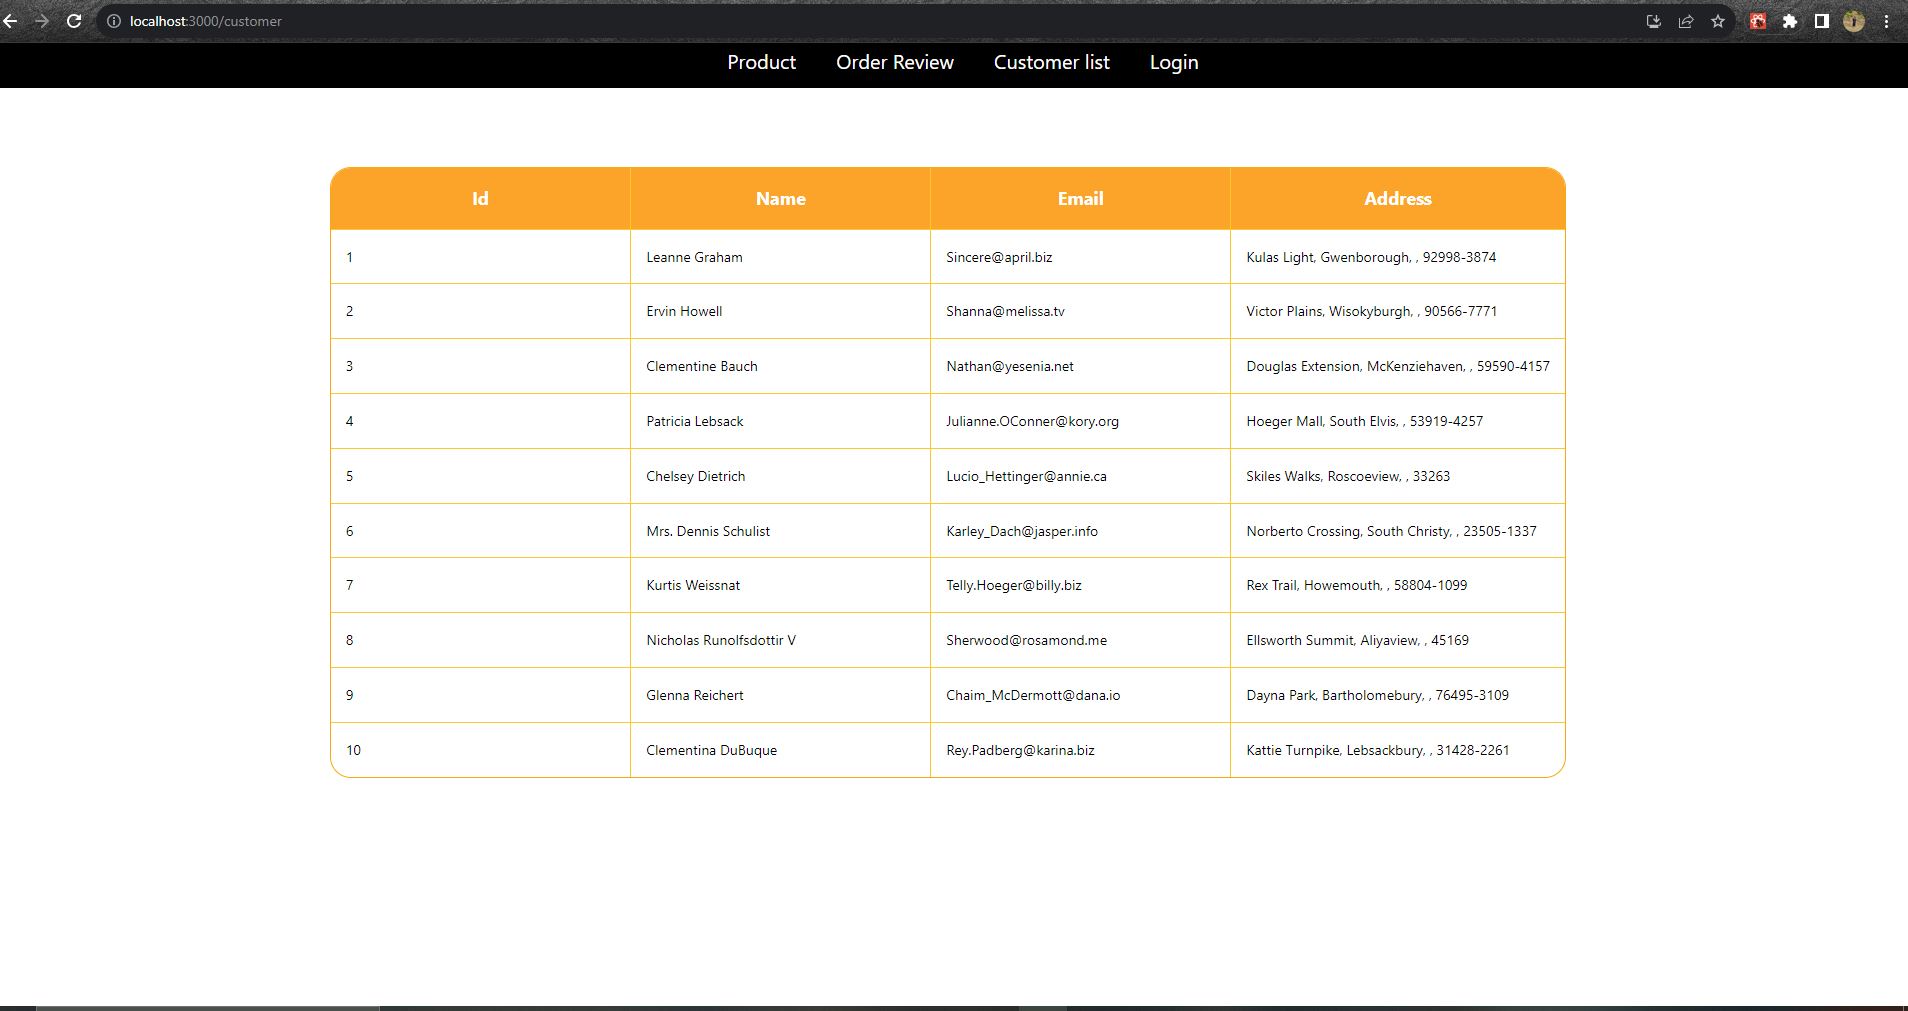 localhost:3000/customer
Product Order Review Customer list Login
Id Name Email Address
1 Leanne Graham Sincere@april.biz Kulas Light, Gwenborough, , 92998-3874
2 Ervin Howell Shanna@melissa.tv Victor Plains, Wisokyburgh, , 90566-7771
3 Clementine Bauch Nathan@yesenia.net Douglas Extension, McKenziehaven, , 59590-4157
4 Patricia Lebsack Julianne.OConner@kory.org Hoeger Mall, South Elvis, , 53919-4257
5 Chelsey Dietrich Lucio_Hettinger@annie.ca Skiles Walks, Roscoeview, , 33263
6 Mrs. Dennis Schulist Karley_Dach@jasper.info Norberto Crossing, South Christy, , 23505-1337
7 Kurtis Weissnat Telly.Hoeger@billy.biz Rex Trail, Howemouth, , 58804-1099
8 Nicholas Runolfsdottir V Sherwood@rosamond.me Ellsworth Summit, Aliyaview, , 45169
9 Glenna Reichert Chaim_McDermott@dana.io Dayna Park, Bartholomebury, , 76495-3109
10 Clementina DuBuque Rey.Padberg@karina.biz Kattie Turnpike, Lebsackbury, , 31428-2261